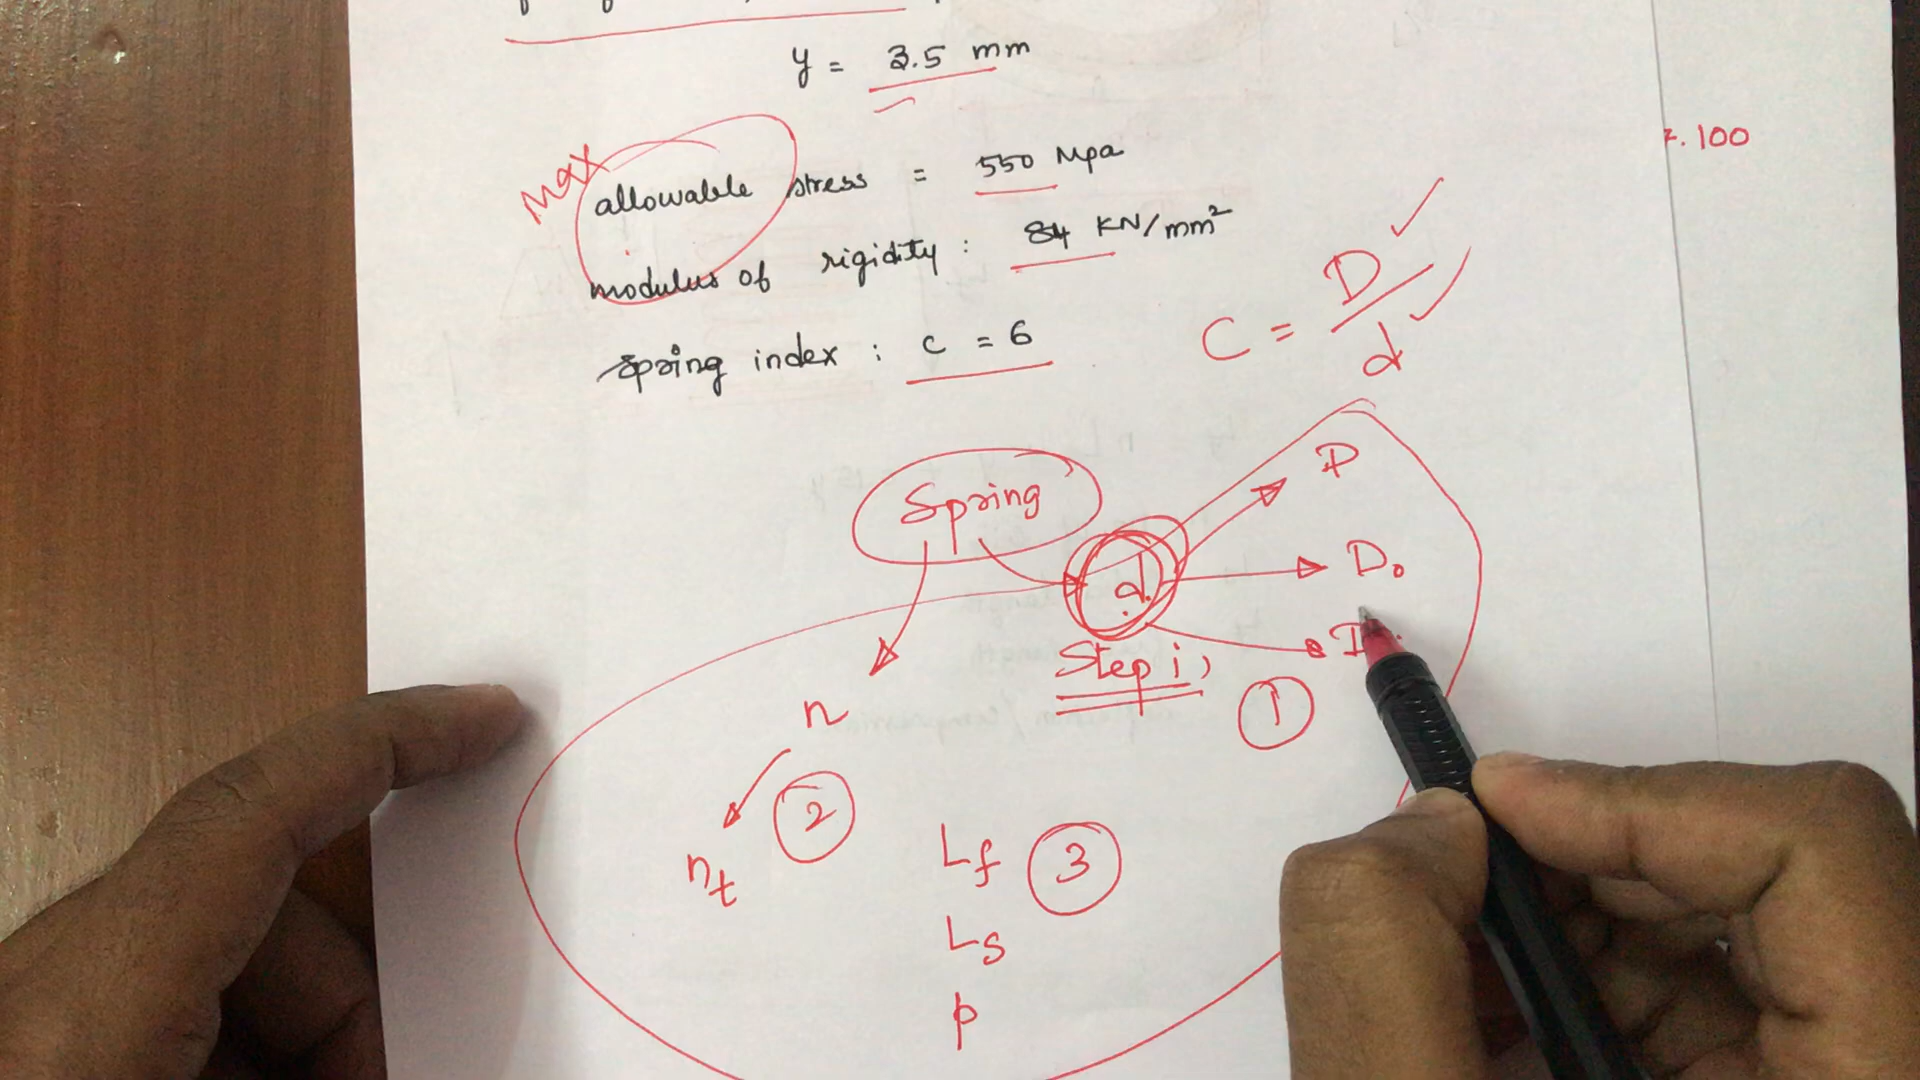 y = 3.5 mm
7.100
Max
allowable stress = 550 Mpa
modulus of rigidity : 84 KN/mm²
C = D/d
spring index : c = 6
Spring
d
D
D₀
Step i)
1
n
2
nt
Lf
3
Ls
p